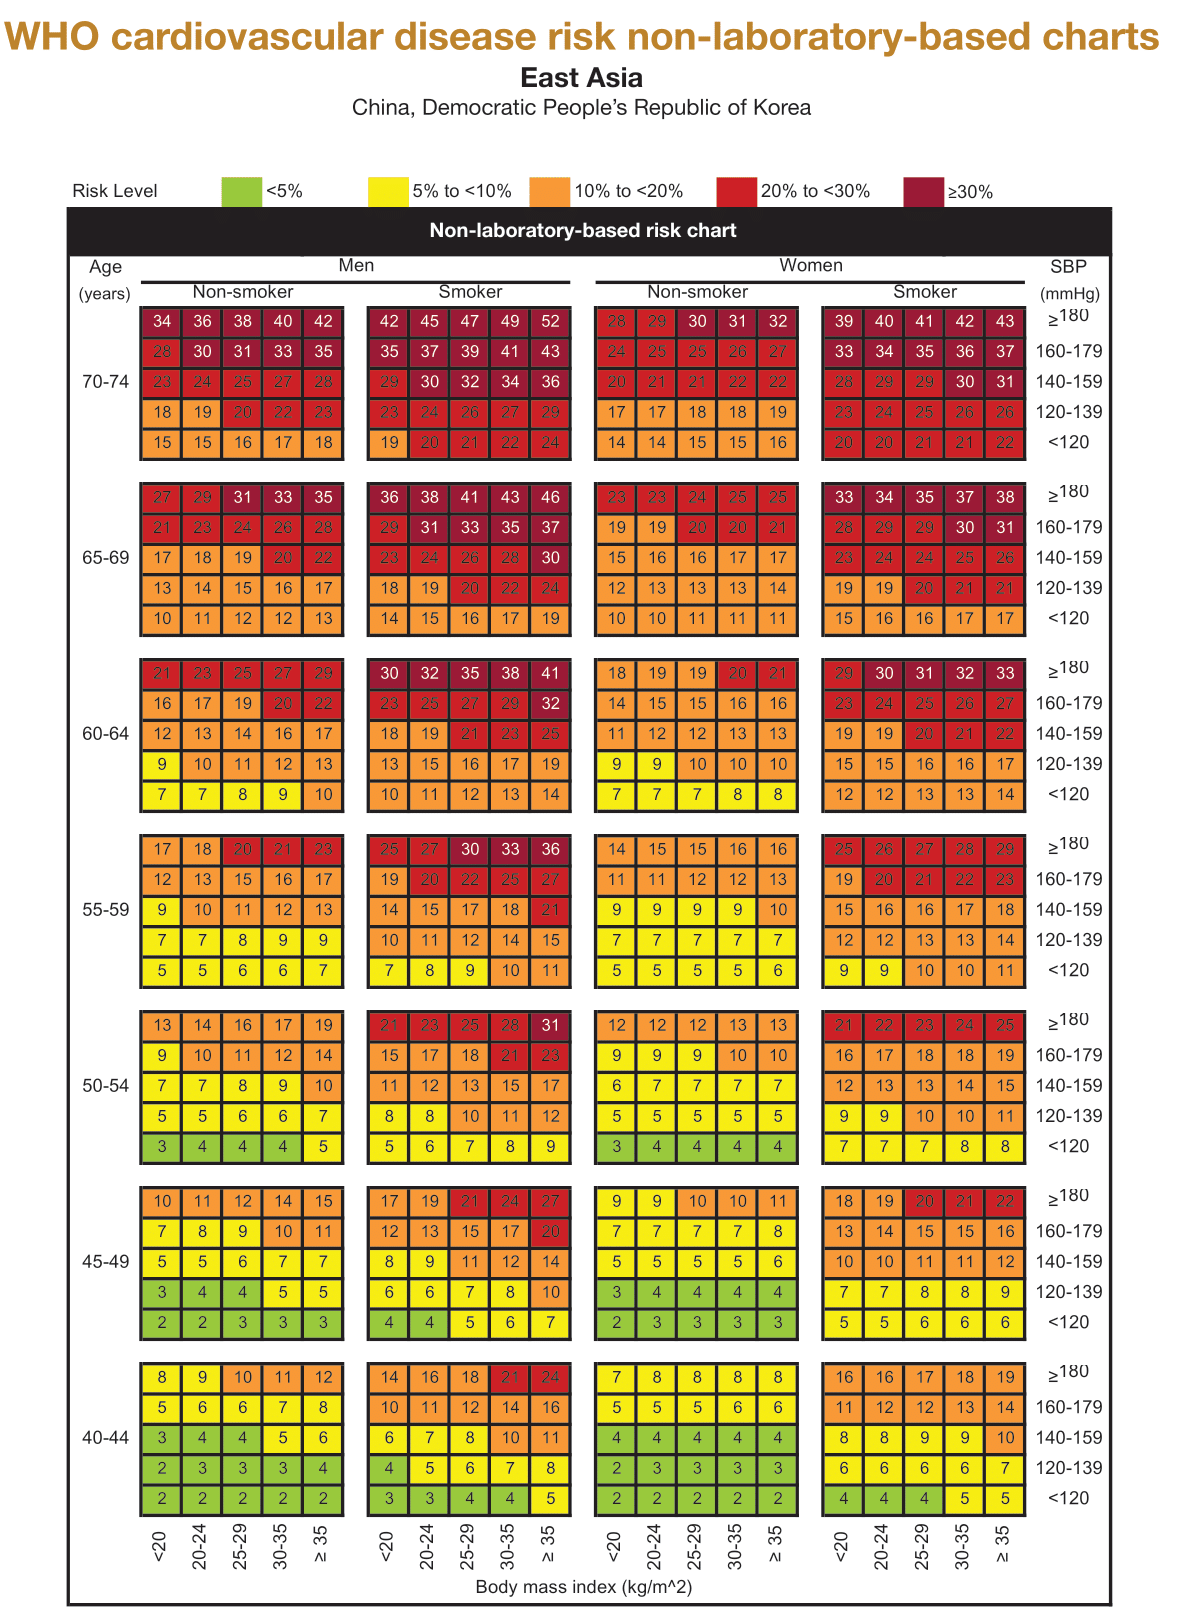 WHO cardiovascular disease risk non-laboratory-based charts
East Asia
China, Democratic People's Republic of Korea
Risk Level <5% 5% to <10% 10% to <20% 20% to <30% ≥30%
Non-laboratory-based risk chart
Age Men Women SBP
(years) Non-smoker Smoker Non-smoker Smoker (mmHg)
34 36 38 40 42 42 45 47 49 52 28 29 30 31 32 39 40 41 42 43 ≥180
28 30 31 33 35 35 37 39 41 43 24 25 25 26 27 33 34 35 36 37 160-179
70-74 23 24 25 27 28 29 30 32 34 36 20 21 21 22 22 28 29 29 30 31 140-159
18 19 20 22 23 23 24 26 27 29 17 17 18 18 19 23 24 25 26 26 120-139
15 15 16 17 18 19 20 21 22 24 14 14 15 15 16 20 20 21 21 22 <120
27 29 31 33 35 36 38 41 43 46 23 23 24 25 25 33 34 35 37 38 ≥180
21 23 24 26 28 29 31 33 35 37 19 19 20 20 21 28 29 29 30 31 160-179
65-69 17 18 19 20 22 23 24 26 28 30 15 16 16 17 17 23 24 24 25 26 140-159
13 14 15 16 17 18 19 20 22 24 12 13 13 13 14 19 19 20 21 21 120-139
10 11 12 12 13 14 15 16 17 19 10 10 11 11 11 15 16 16 17 17 <120
21 23 25 27 29 30 32 35 38 41 18 19 19 20 21 29 30 31 32 33 ≥180
16 17 19 20 22 23 25 27 29 32 14 15 15 16 16 23 24 25 26 27 160-179
60-64 12 13 14 16 17 18 19 21 23 25 11 12 12 13 13 19 19 20 21 22 140-159
9 10 11 12 13 13 15 16 17 19 9 9 10 10 10 15 15 16 16 17 120-139
7 7 8 9 10 10 11 12 13 14 7 7 7 8 8 12 12 13 13 14 <120
17 18 20 21 23 25 27 30 33 36 14 15 15 16 16 25 26 27 28 29 ≥180
12 13 15 16 17 19 20 22 25 27 11 11 12 12 13 19 20 21 22 23 160-179
55-59 9 10 11 12 13 14 15 17 18 21 9 9 9 9 10 15 16 16 17 18 140-159
7 7 8 9 9 10 11 12 14 15 7 7 7 7 7 12 12 13 13 14 120-139
5 5 6 6 7 7 8 9 10 11 5 5 5 5 6 9 9 10 10 11 <120
13 14 16 17 19 21 23 25 28 31 12 12 12 13 13 21 22 23 24 25 ≥180
9 10 11 12 14 15 17 18 21 23 9 9 9 10 10 16 17 18 18 19 160-179
50-54 7 7 8 9 10 11 12 13 15 17 6 7 7 7 7 12 13 13 14 15 140-159
5 5 6 6 7 8 8 10 11 12 5 5 5 5 5 9 9 10 10 11 120-139
3 4 4 4 5 5 6 7 8 9 3 4 4 4 4 7 7 7 8 8 <120
10 11 12 14 15 17 19 21 24 27 9 9 10 10 11 18 19 20 21 22 ≥180
7 8 9 10 11 12 13 15 17 20 7 7 7 7 8 13 14 15 15 16 160-179
45-49 5 5 6 7 7 8 9 11 12 14 5 5 5 5 6 10 10 11 11 12 140-159
3 4 4 5 5 6 6 7 8 10 3 4 4 4 4 7 7 8 8 9 120-139
2 2 3 3 3 4 4 5 6 7 2 3 3 3 3 5 5 6 6 6 <120
8 9 10 11 12 14 16 18 21 24 7 8 8 8 8 16 16 17 18 19 ≥180
5 6 6 7 8 10 11 12 14 16 5 5 5 6 6 11 12 12 13 14 160-179
40-44 3 4 4 5 6 6 7 8 10 11 4 4 4 4 4 8 8 9 9 10 140-159
2 3 3 3 4 4 5 6 7 8 2 3 3 3 3 6 6 6 6 7 120-139
2 2 2 2 2 3 3 4 4 5 2 2 2 2 2 4 4 4 5 5 <120
<20 20-24 25-29 30-35 ≥ 35 <20 20-24 25-29 30-35 ≥ 35 <20 20-24 25-29 30-35 ≥ 35 <20 20-24 25-29 30-35 ≥ 35
Body mass index (kg/m^2)